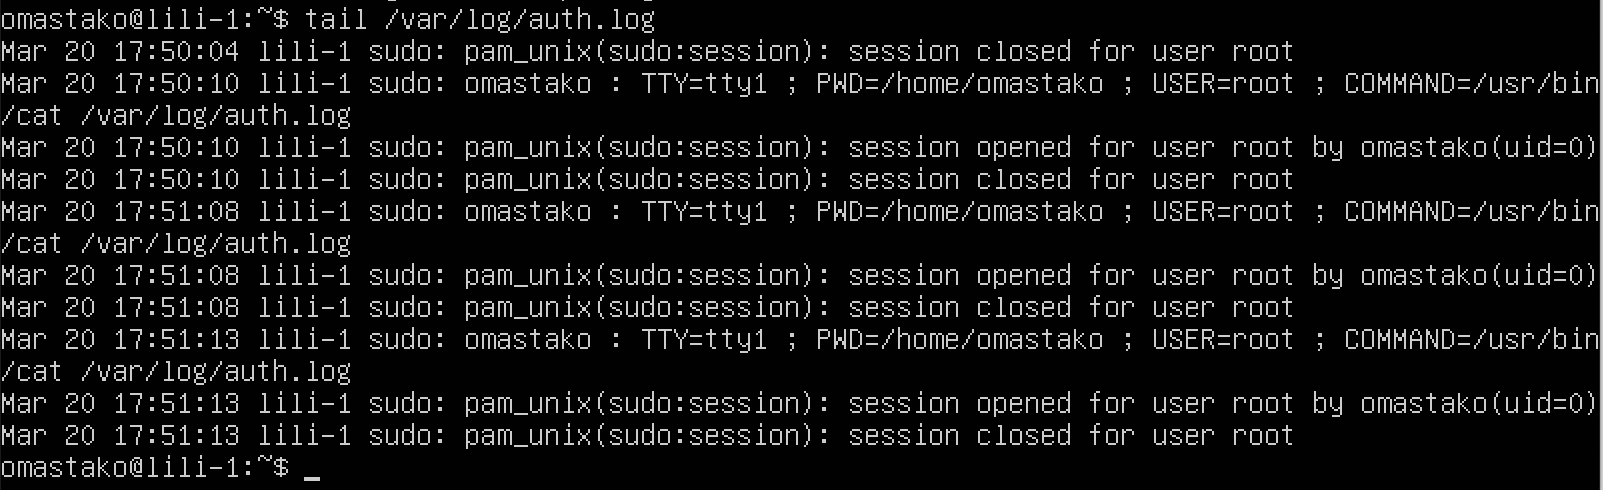 omastako@lili-1:~$ tail /var/log/auth.log
Mar 20 17:50:04 lili-1 sudo: pam_unix(sudo:session): session closed for user root
Mar 20 17:50:10 lili-1 sudo: omastako : TTY=tty1 ; PWD=/home/omastako ; USER=root ; COMMAND=/usr/bin
/cat /var/log/auth.log
Mar 20 17:50:10 lili-1 sudo: pam_unix(sudo:session): session opened for user root by omastako(uid=0)
Mar 20 17:50:10 lili-1 sudo: pam_unix(sudo:session): session closed for user root
Mar 20 17:51:08 lili-1 sudo: omastako : TTY=tty1 ; PWD=/home/omastako ; USER=root ; COMMAND=/usr/bin
/cat /var/log/auth.log
Mar 20 17:51:08 lili-1 sudo: pam_unix(sudo:session): session opened for user root by omastako(uid=0)
Mar 20 17:51:08 lili-1 sudo: pam_unix(sudo:session): session closed for user root
Mar 20 17:51:13 lili-1 sudo: omastako : TTY=tty1 ; PWD=/home/omastako ; USER=root ; COMMAND=/usr/bin
/cat /var/log/auth.log
Mar 20 17:51:13 lili-1 sudo: pam_unix(sudo:session): session opened for user root by omastako(uid=0)
Mar 20 17:51:13 lili-1 sudo: pam_unix(sudo:session): session closed for user root
omastako@lili-1:~$ _